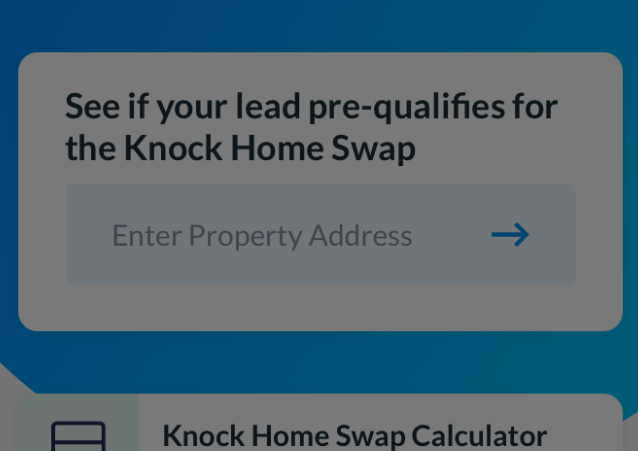 See if your lead pre-qualifies for
the Knock Home Swap
Enter Property Address
Knock Home Swap Calculator